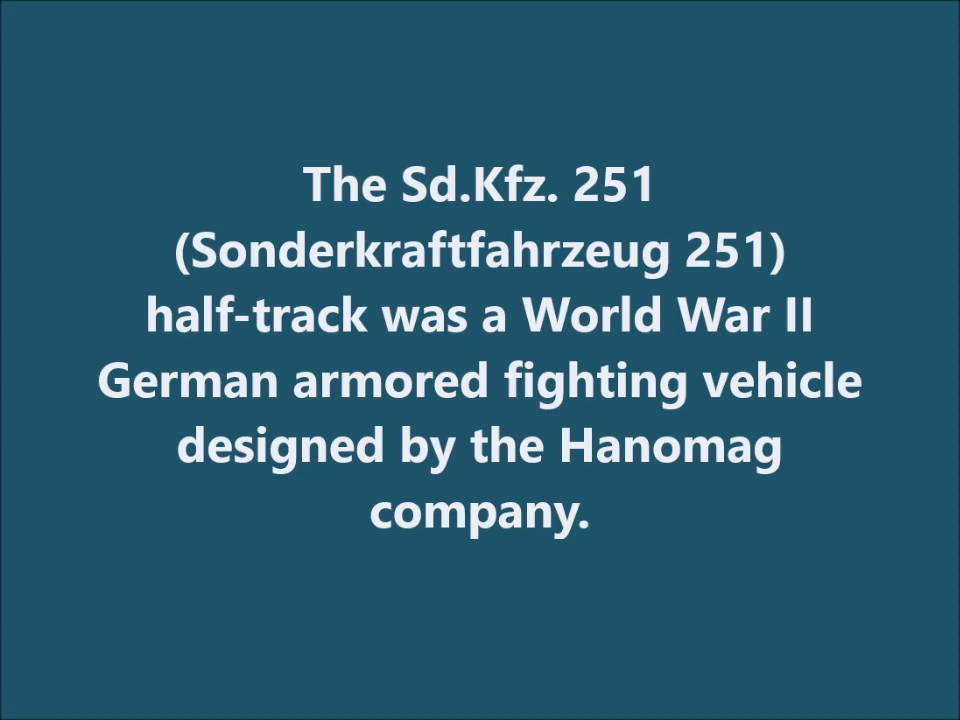 The Sd.Kfz. 251
(Sonderkraftfahrzeug 251)
half-track was a World War II
German armored fighting vehicle
designed by the Hanomag
company.